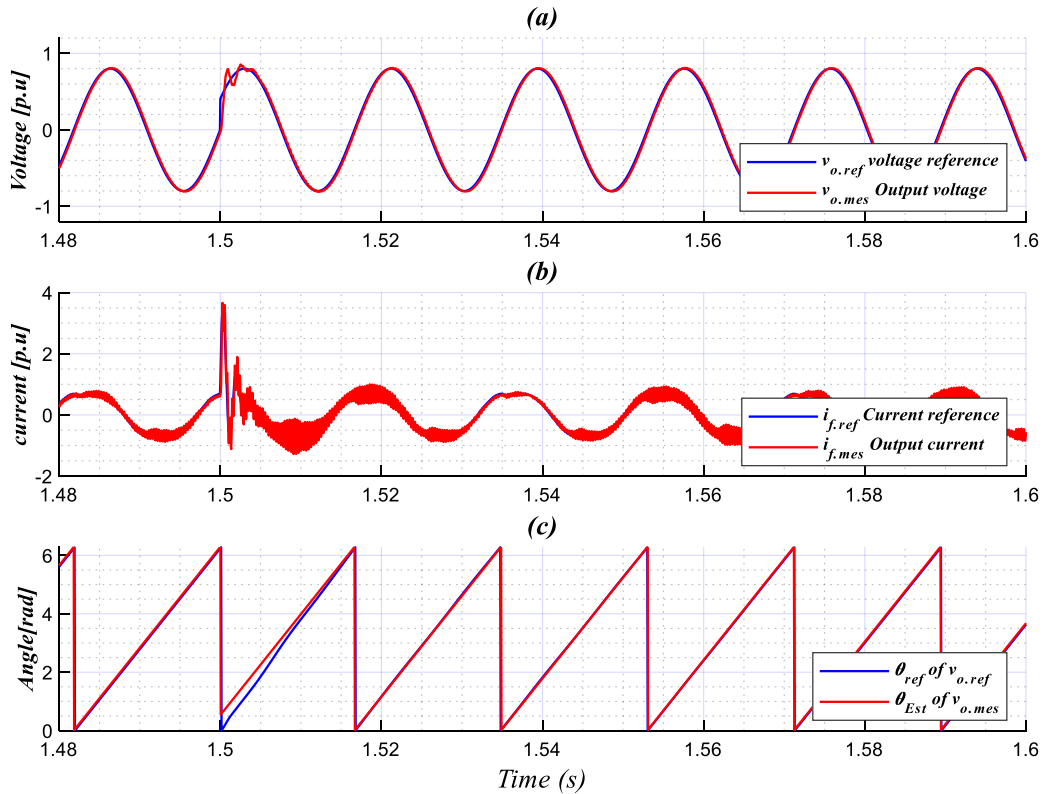 (a)
Voltage [p.u]
1
0
-1
1.48 1.5 1.52 1.54 1.56 1.58 1.6
v_o.ref voltage reference
v_o.mes Output voltage
(b)
current [p.u]
4
2
0
-2
1.48 1.5 1.52 1.54 1.56 1.58 1.6
i_f.ref Current reference
i_f.mes Output current
(c)
Angle[rad]
6
4
2
0
1.48 1.5 1.52 1.54 1.56 1.58 1.6
θ_ref of v_o.ref
θ_Est of v_o.mes
Time (s)